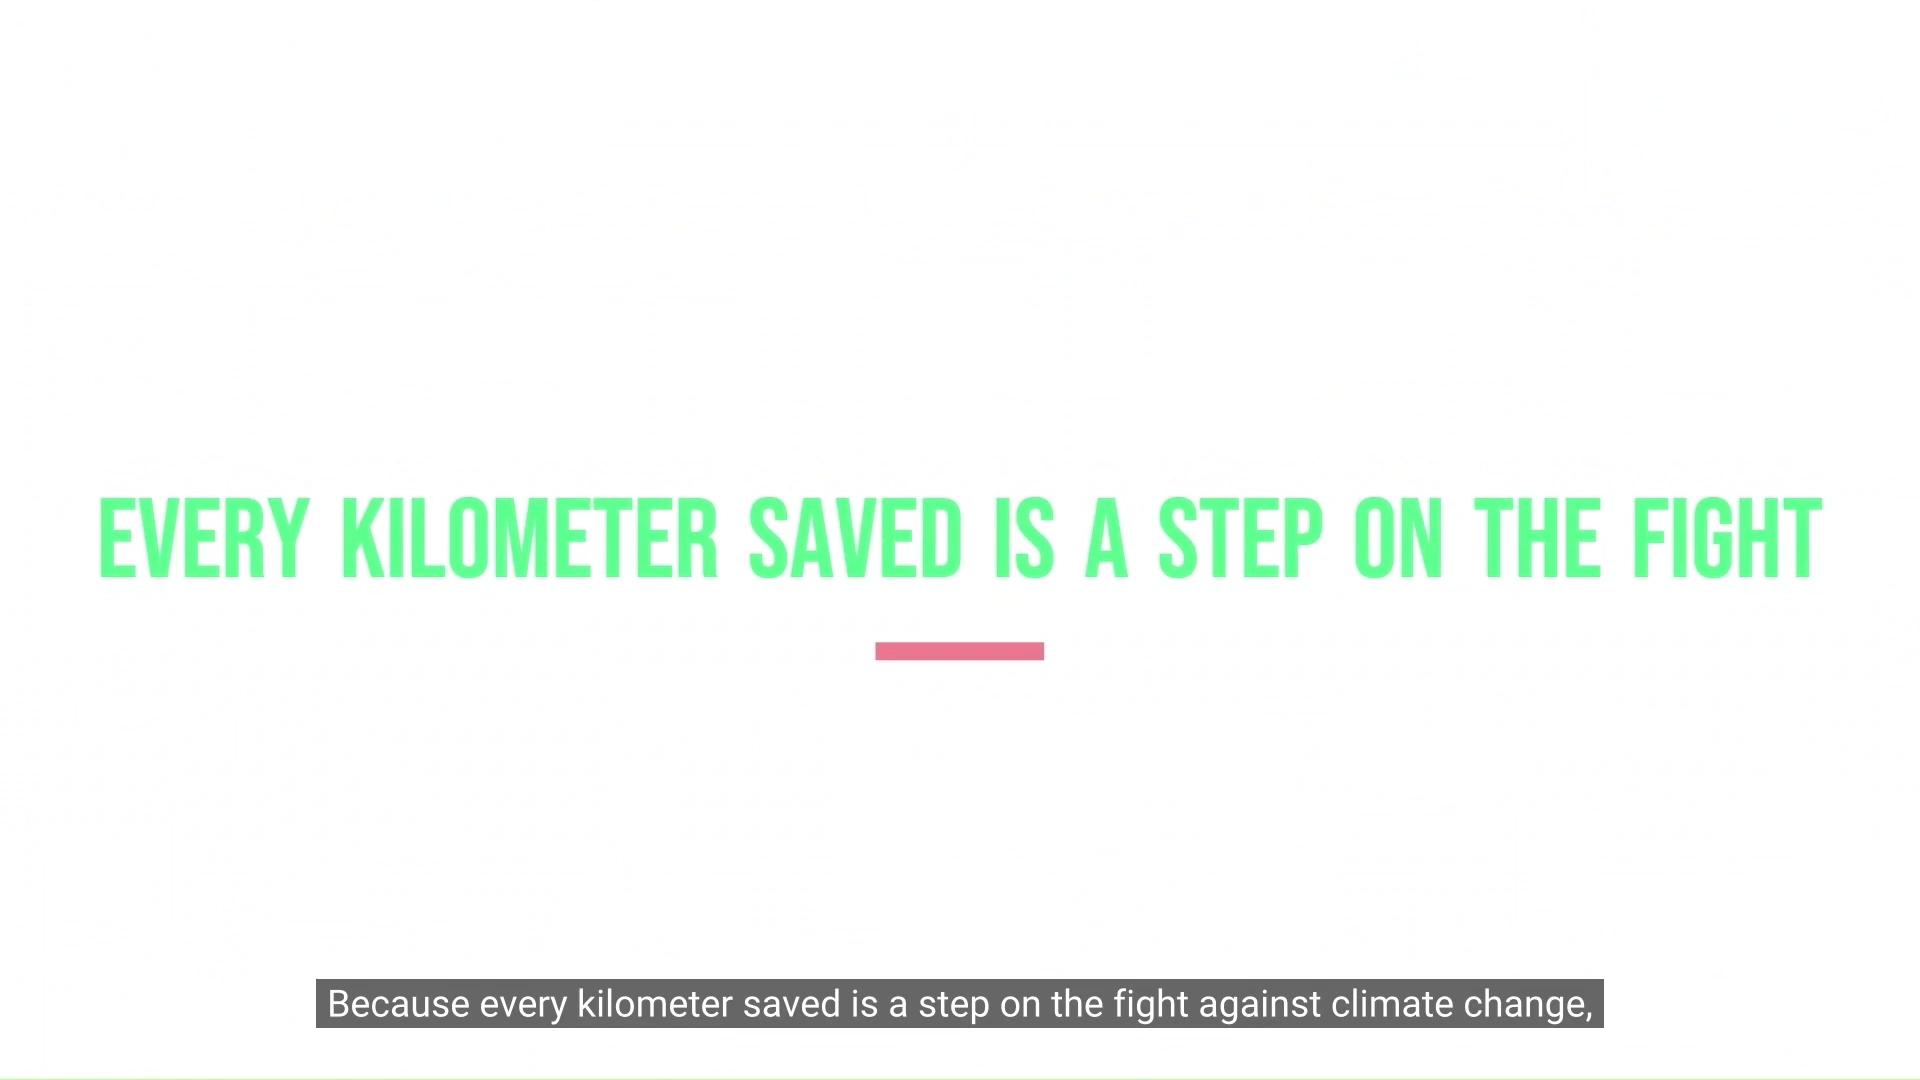 EVERY KILOMETER SAVED IS A STEP ON THE FIGHT
Because every kilometer saved is a step on the fight against climate change,